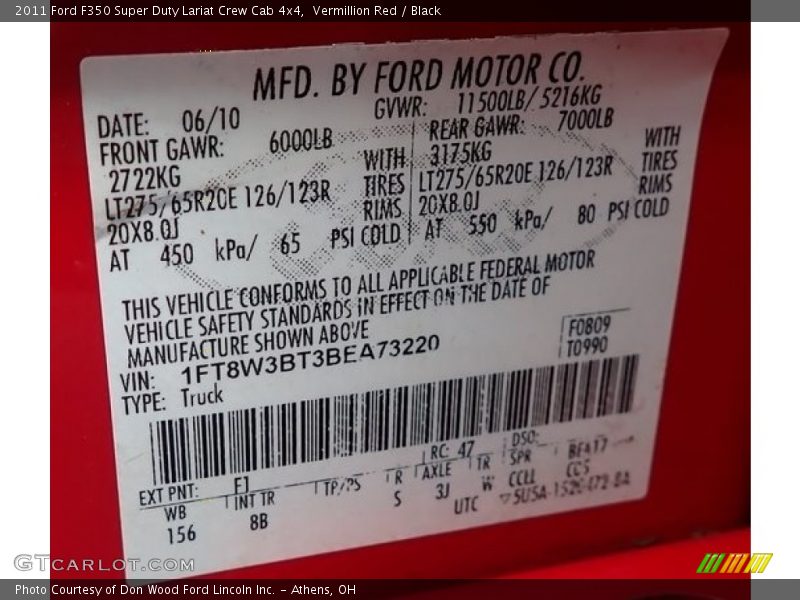 2011 Ford F350 Super Duty Lariat Crew Cab 4x4,  Vermillion Red / Black
MFD. BY FORD MOTOR CO.
DATE: 06/10 GVWR: 11500LB/ 5216KG
FRONT GAWR: 6000LB REAR GAWR: 7000LB
2722KG WITH 3175KG WITH
LT275/65R20E 126/123R TIRES LT275/65R20E 126/123R TIRES
20X8.0J RIMS 20X8.0J RIMS
AT 450 kPa/ 65 PSI COLD AT 550 kPa/ 80 PSI COLD
THIS VEHICLE CONFORMS TO ALL APPLICABLE FEDERAL MOTOR
VEHICLE SAFETY STANDARDS IN EFFECT ON THE DATE OF
MANUFACTURE SHOWN ABOVE
F0809
VIN: 1FT8W3BT3BEA73220 T0990
TYPE: Truck
RC: 47 DSO:
EXT PNT: F1
WB INT TR TP/PS R AXLE TR SPR
156 8B S 3J W CCLL CCS
UTC
GTCARLOT.COM
Photo Courtesy of Don Wood Ford Lincoln Inc. - Athens, OH